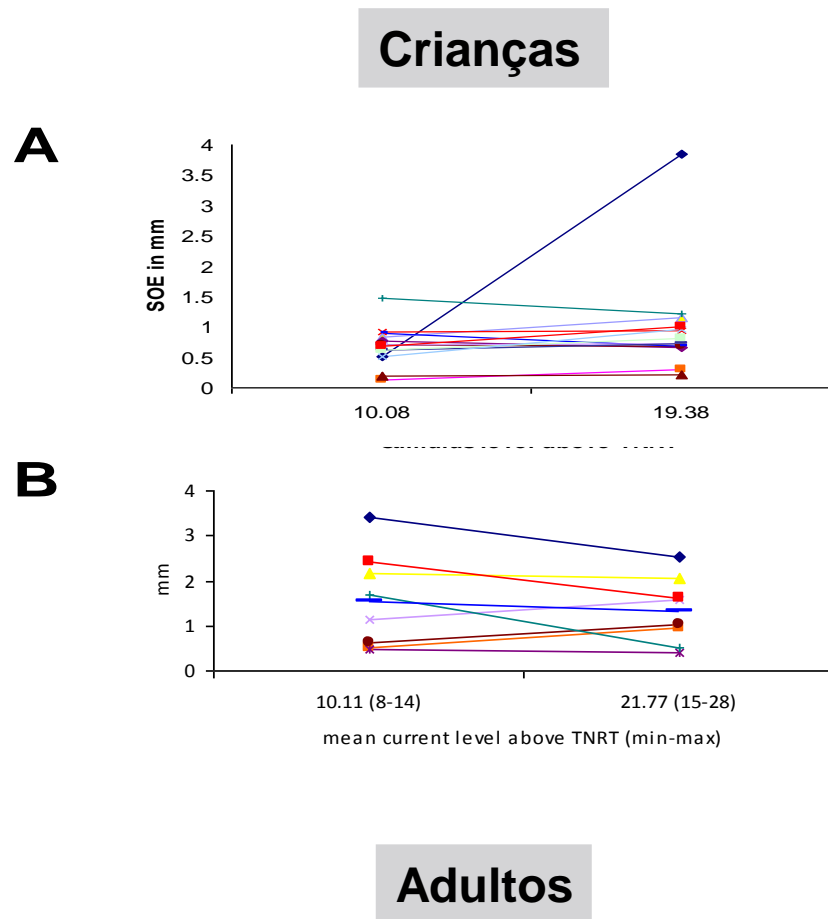 Crianças
A
4
3.5
3
2.5
2
1.5
1
0.5
0
SOE in mm
10.08 19.38
B
4
3
2
1
0
mm
10.11 (8-14) 21.77 (15-28)
mean current level above TNRT (min-max)
Adultos